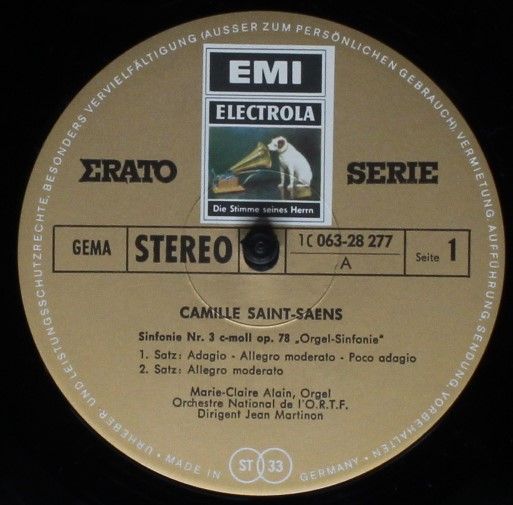 URHEBER- UND LEISTUNGSSCHUTZRECHTE, BESONDERS VERVIELFÄLTIGUNG (AUSSER ZUM PERSÖNLICHEN GEBRAUCH), VERMIETUNG, AUFFÜHRUNG, SENDUNG, VORBEHALTEN
EMI
ELECTROLA
ERATO SERIE
Die Stimme seines Herrn
GEMA STEREO 1C 063-28 277 Seite 1
A
CAMILLE SAINT-SAENS
Sinfonie Nr. 3 c-moll op. 78 „Orgel-Sinfonie“
1. Satz: Adagio - Allegro moderato - Poco adagio
2. Satz: Allegro moderato
Marie-Claire Alain, Orgel
Orchestre National de l'O.R.T.F.
Dirigent Jean Martinon
• MADE IN ST 33 GERMANY •